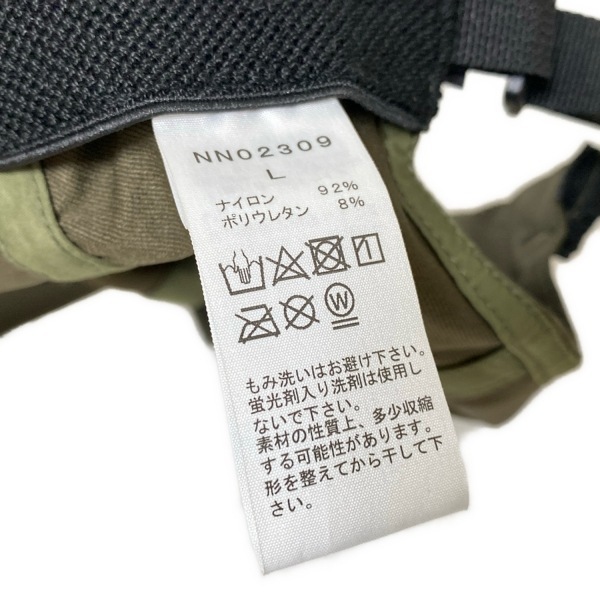 NN02309
L
ナイロン 92%
ポリウレタン 8%
W
もみ洗いはお避け下さい。
蛍光剤入り洗剤は使用し
ないで下さい。
素材の性質上、多少収縮
する可能性があります。
形を整えてから干して下
さい。